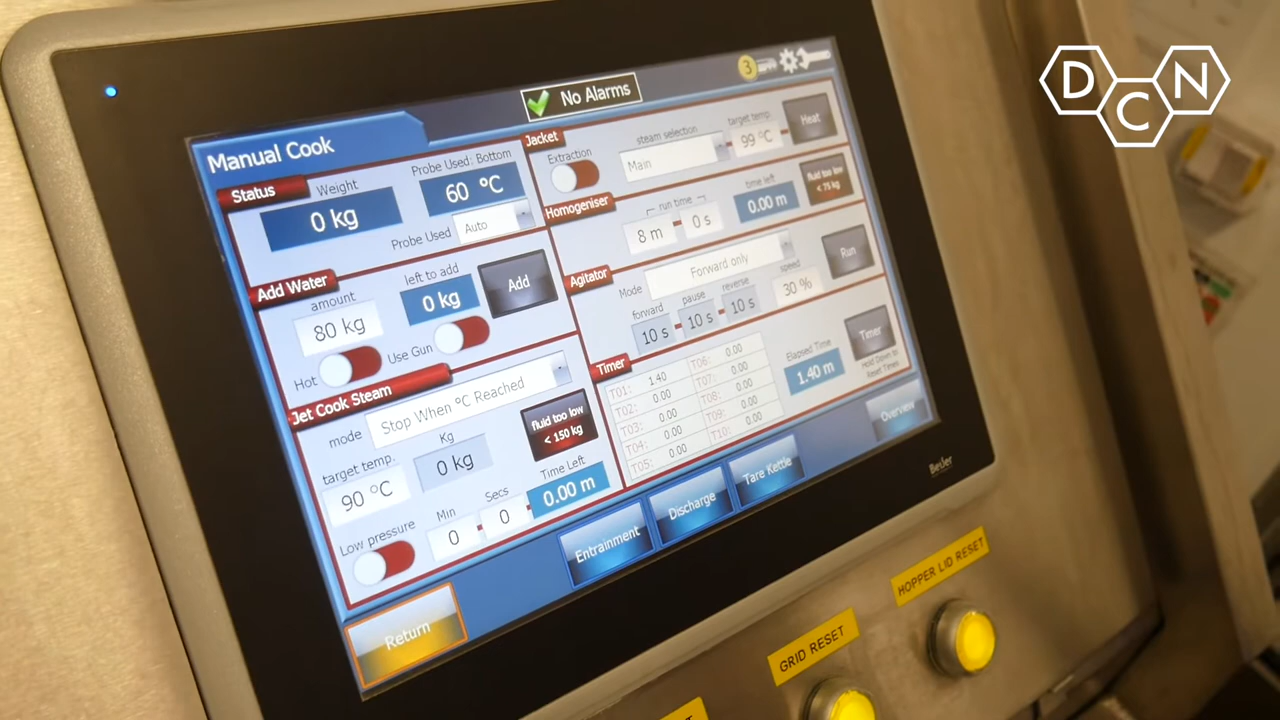 DCN
No Alarms
3
Manual Cook
Status
Weight
0 kg
Probe Used: Bottom
60 °C
Probe Used
Auto
Add Water
amount
80 kg
left to add
0 kg
Add
Hot
Use Gun
Jet Cook Steam
mode
Stop When °C Reached
target temp.
90 °C
Kg
0 kg
fluid too low
< 150 kg
Low pressure
Min
0
Secs
0
Time Left
0.00 m
Jacket
Extraction
steam selection
Main
target temp.
99 °C
Heat
Homogeniser
run time
8 m
0 s
time left
0.00 m
fluid too low
< 75 kg
Agitator
Mode
Forward only
forward
10 s
pause
10 s
reverse
10 s
speed
30 %
Run
Timer
T01: 1.40
T02: 0.00
T03: 0.00
T04: 0.00
T05: 0.00
T06: 0.00
T07: 0.00
T08: 0.00
T09: 0.00
T10: 0.00
Elapsed Time
1.40 m
Timer
Hold Down to
Reset Times
Return
Entrainment
Discharge
Tare Kettle
Overview
Beijer
HOPPER LID RESET
GRID RESET